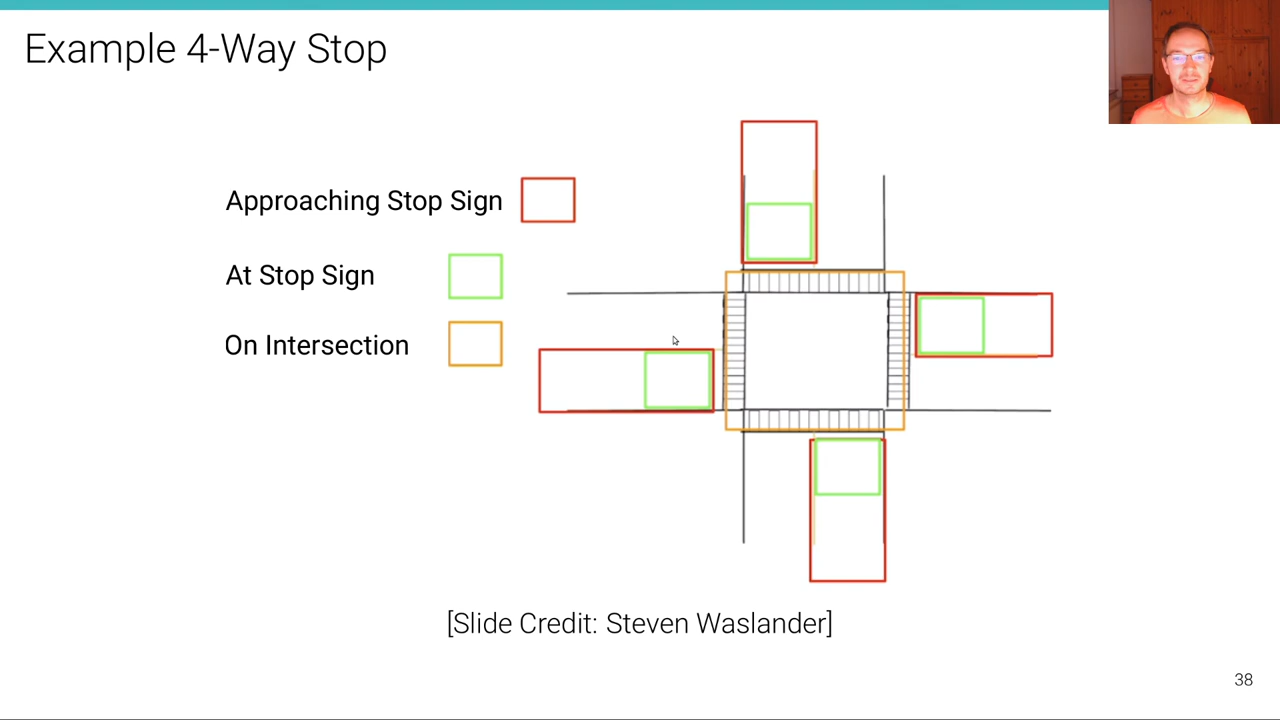 Example 4-Way Stop
Approaching Stop Sign
At Stop Sign
On Intersection
[Slide Credit: Steven Waslander]
38